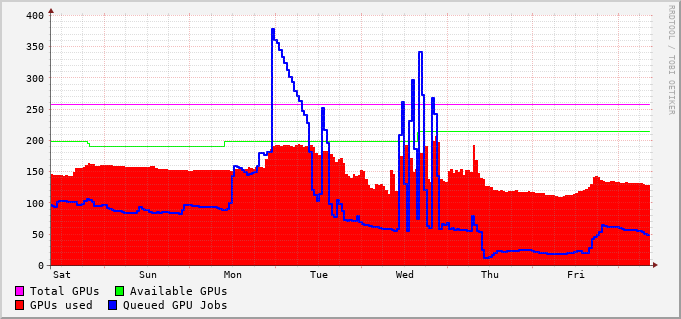 400
350
300
250
200
150
100
50
0
Sat Sun Mon Tue Wed Thu Fri
Total GPUs Available GPUs
GPUs used Queued GPU Jobs
RRDTOOL / TOBI OETIKER